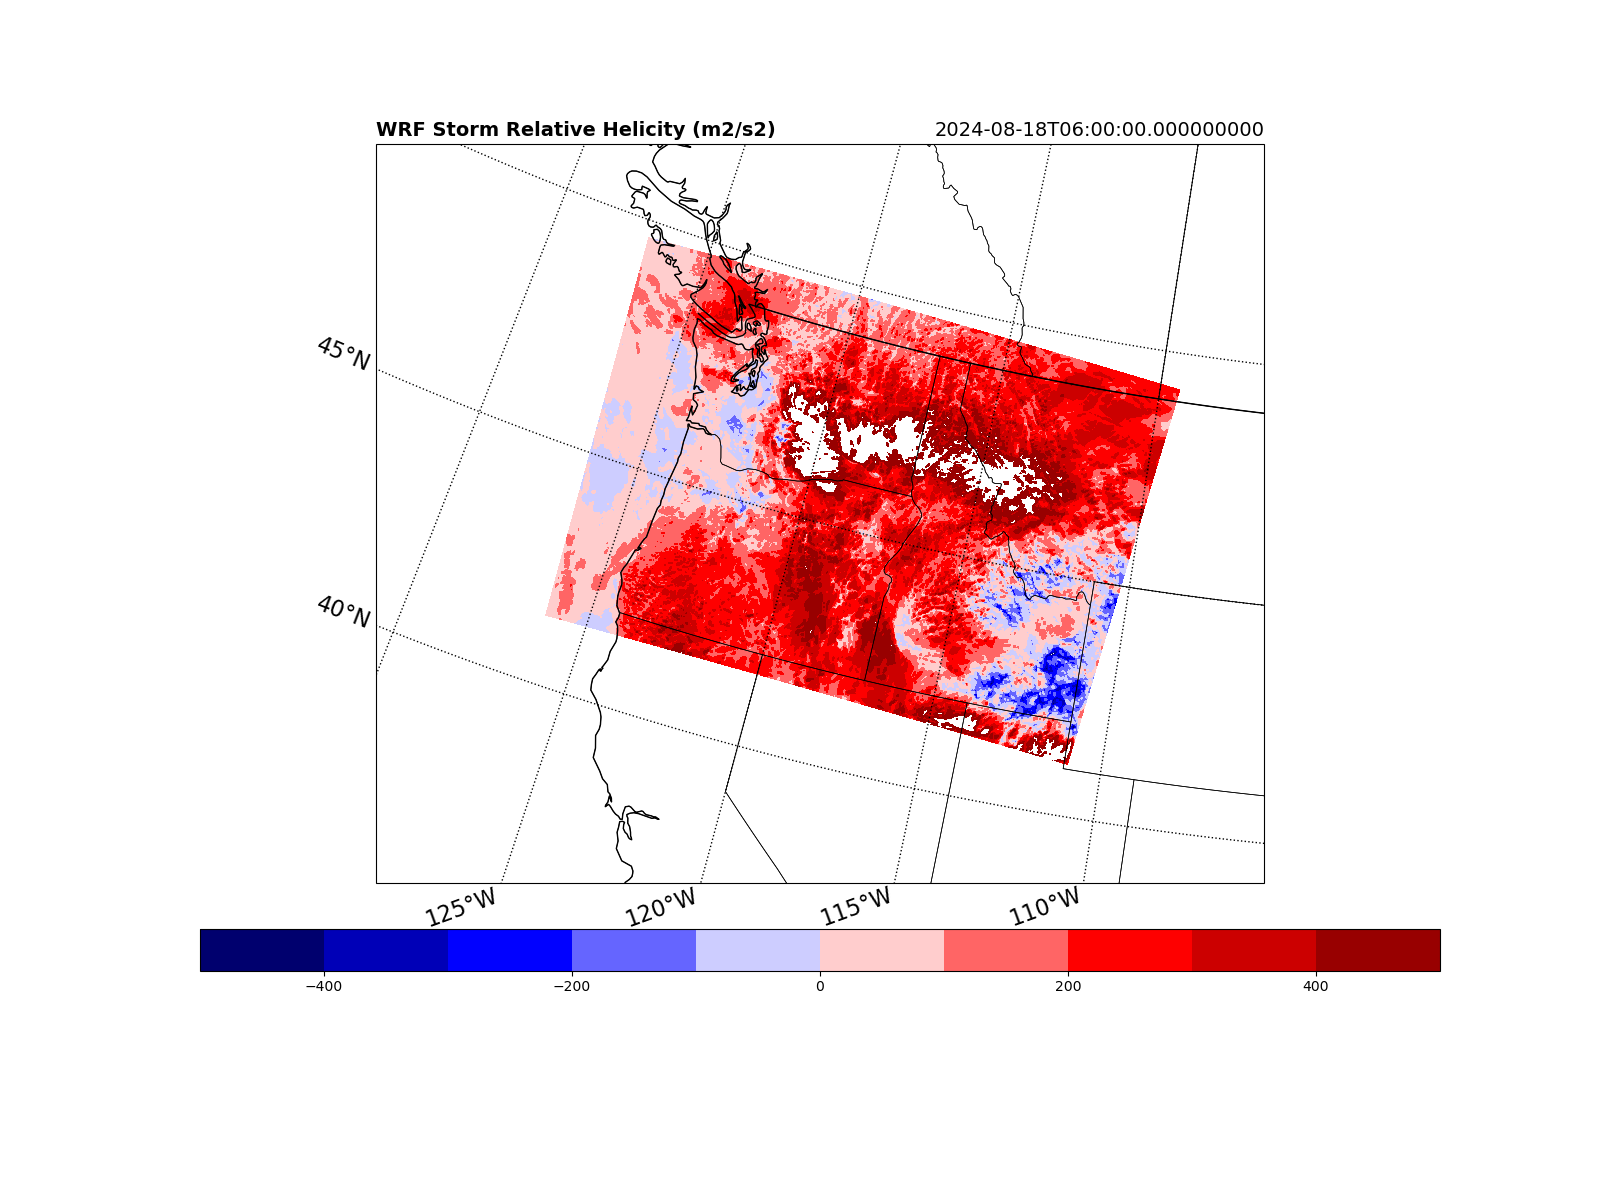 WRF Storm Relative Helicity (m2/s2) 2024-08-18T06:00:00.000000000
45°N
40°N
125°W 120°W 115°W 110°W
−400 −200 0 200 400